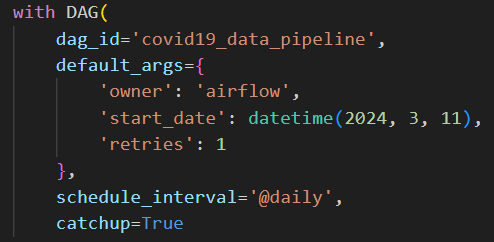 with DAG(
    dag_id='covid19_data_pipeline',
    default_args={
        'owner': 'airflow',
        'start_date': datetime(2024, 3, 11),
        'retries': 1
    },
    schedule_interval='@daily',
    catchup=True